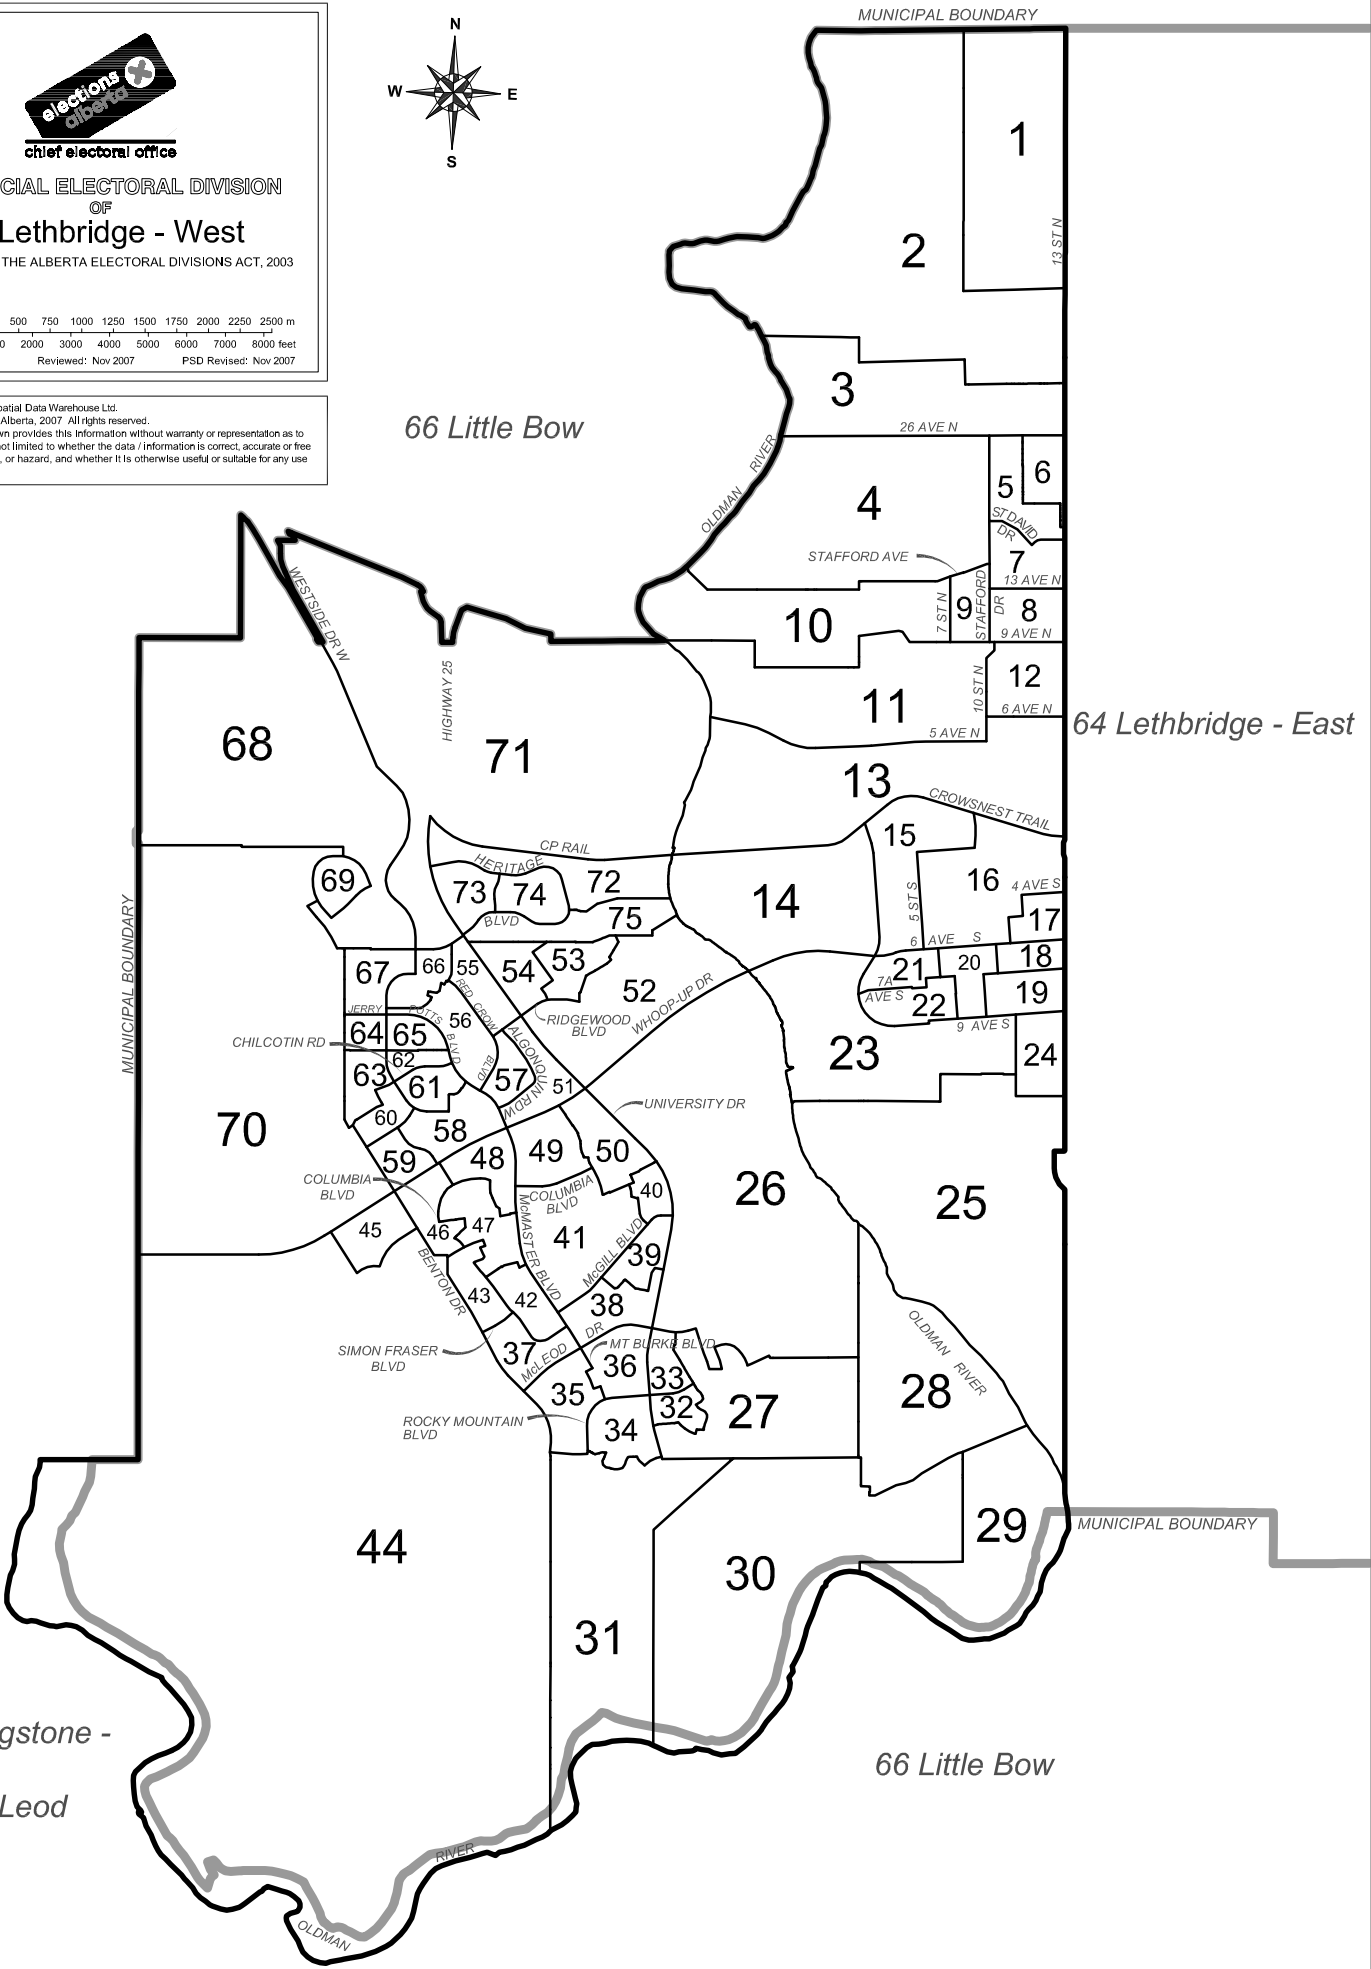 MUNICIPAL BOUNDARY
elections
alberta
chief electoral office
CIAL ELECTORAL DIVISION
OF
Lethbridge - West
THE ALBERTA ELECTORAL DIVISIONS ACT, 2003
500 750 1000 1250 1500 1750 2000 2250 2500 m
0 2000 3000 4000 5000 6000 7000 8000 feet
Reviewed: Nov 2007 PSD Revised: Nov 2007
patial Data Warehouse Ltd.
Alberta, 2007 All rights reserved.
wn provides this information without warranty or representation as to
not limited to whether the data / information is correct, accurate or free
, or hazard, and whether it is otherwise useful or suitable for any use
N
W
E
S
1
13 ST N
2
3
66 Little Bow
26 AVE N
OLDMAN RIVER
4
5
6
ST DAVID
DR
STAFFORD AVE
7
13 AVE N
WESTSIDE DR W
7 ST N
9
STAFFORD
DR
8
9 AVE N
10
HIGHWAY 25
10 ST N
12
6 AVE N
11
5 AVE N
64 Lethbridge - East
68
71
13
CROWSNEST TRAIL
15
CP RAIL
HERITAGE
69
73
74
72
16
4 AVE S
14
5 ST S
BLVD
75
17
MUNICIPAL BOUNDARY
6 AVE S
67
66
55
54
53
21
20
18
52
7A
AVE S
22
19
RED CROW
BLVD
WHOOP-UP DR
JERRY
POTTS
BLVD
56
RIDGEWOOD
BLVD
9 AVE S
64
65
CHILCOTIN RD
62
ALGONQUIN RD W
23
24
63
61
57
51
60
UNIVERSITY DR
70
58
59
48
49
50
COLUMBIA
BLVD
COLUMBIA
BLVD
40
26
25
45
46
47
McMASTER BLVD
41
McGILL BLVD
39
BENTON DR
43
42
38
OLDMAN RIVER
SIMON FRASER
BLVD
37
McLEOD
DR
MT BURKE BLVD
36
33
35
32
27
28
ROCKY MOUNTAIN
BLVD
34
44
29
MUNICIPAL BOUNDARY
30
31
gstone -
66 Little Bow
Leod
RIVER
OLDMAN